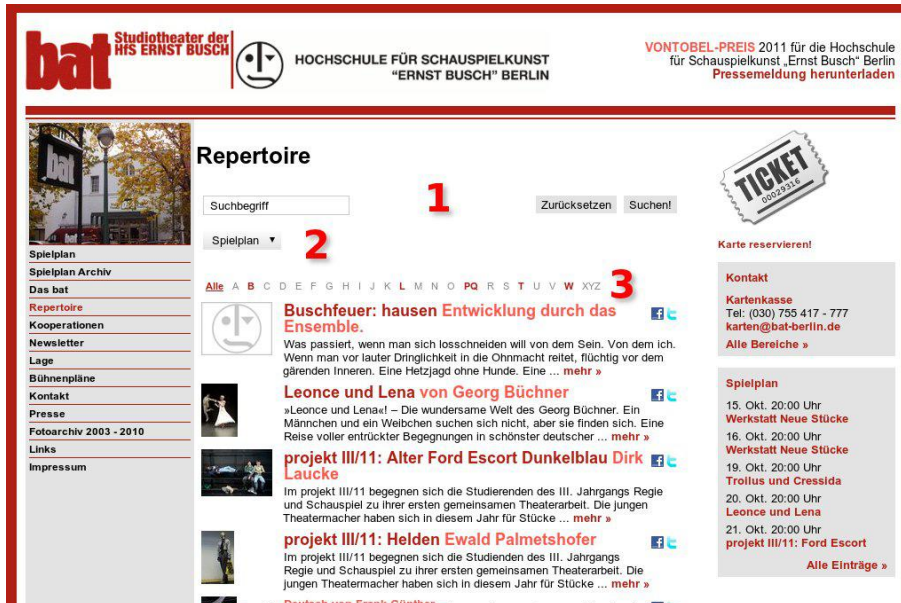 bat
Studiotheater der
HfS ERNST
BUSCH
HOCHSCHULE FÜR SCHAUSPIELKUNST
"ERNST BUSCH" BERLIN
VONTOBEL-PREIS 2011 für die Hochschule
für Schauspielkunst „Ernst Busch“ Berlin
Pressemeldung herunterladen
bat
Spielplan
Spielplan Archiv
Das bat
Repertoire
Kooperationen
Newsletter
Lage
Bühnenpläne
Kontakt
Presse
Fotoarchiv 2003 - 2010
Links
Impressum
Repertoire
1
Suchbegriff
Zurücksetzen
Suchen!
Spielplan ▼
2
Alle A B C D E F G H I J K L M N O PQ R S T U V W XYZ
3
Buschfeuer: hausen Entwicklung durch das
Ensemble.
Was passiert, wenn man sich losschneiden will von dem Sein. Von dem ich.
Wenn man vor lauter Dringlichkeit in die Ohnmacht reitet, flüchtig vor dem
gärenden Inneren. Eine Hetzjagd ohne Hunde. Eine ... mehr »
Leonce und Lena von Georg Büchner
»Leonce und Lena«! – Die wundersame Welt des Georg Büchner. Ein
Männchen und ein Weibchen suchen sich nicht, aber sie finden sich. Eine
Reise voller entrückter Begegnungen in schönster deutscher ... mehr »
projekt III/11: Alter Ford Escort Dunkelblau Dirk
Laucke
Im projekt III/11 begegnen sich die Studierenden des III. Jahrgangs Regie
und Schauspiel zu ihrer ersten gemeinsamen Theaterarbeit. Die jungen
Theatermacher haben sich in diesem Jahr für Stücke ... mehr »
projekt III/11: Helden Ewald Palmetshofer
Im projekt III/11 begegnen sich die Studienden des III. Jahrgangs
Regie und Schauspiel zu ihrer ersten gemeinsamen Theaterarbeit. Die
jungen Theatermacher haben sich in diesem Jahr für Stücke ... mehr »
Deutsch von Frank Günther
TICKET
00029316
Karte reservieren!
Kontakt
Kartenkasse
Tel: (030) 755 417 - 777
karten@bat-berlin.de
Alle Bereiche »
Spielplan
15. Okt. 20:00 Uhr
Werkstatt Neue Stücke
16. Okt. 20:00 Uhr
Werkstatt Neue Stücke
19. Okt. 20:00 Uhr
Troilus und Cressida
20. Okt. 20:00 Uhr
Leonce und Lena
21. Okt. 20:00 Uhr
projekt III/11: Ford Escort
Alle Einträge »